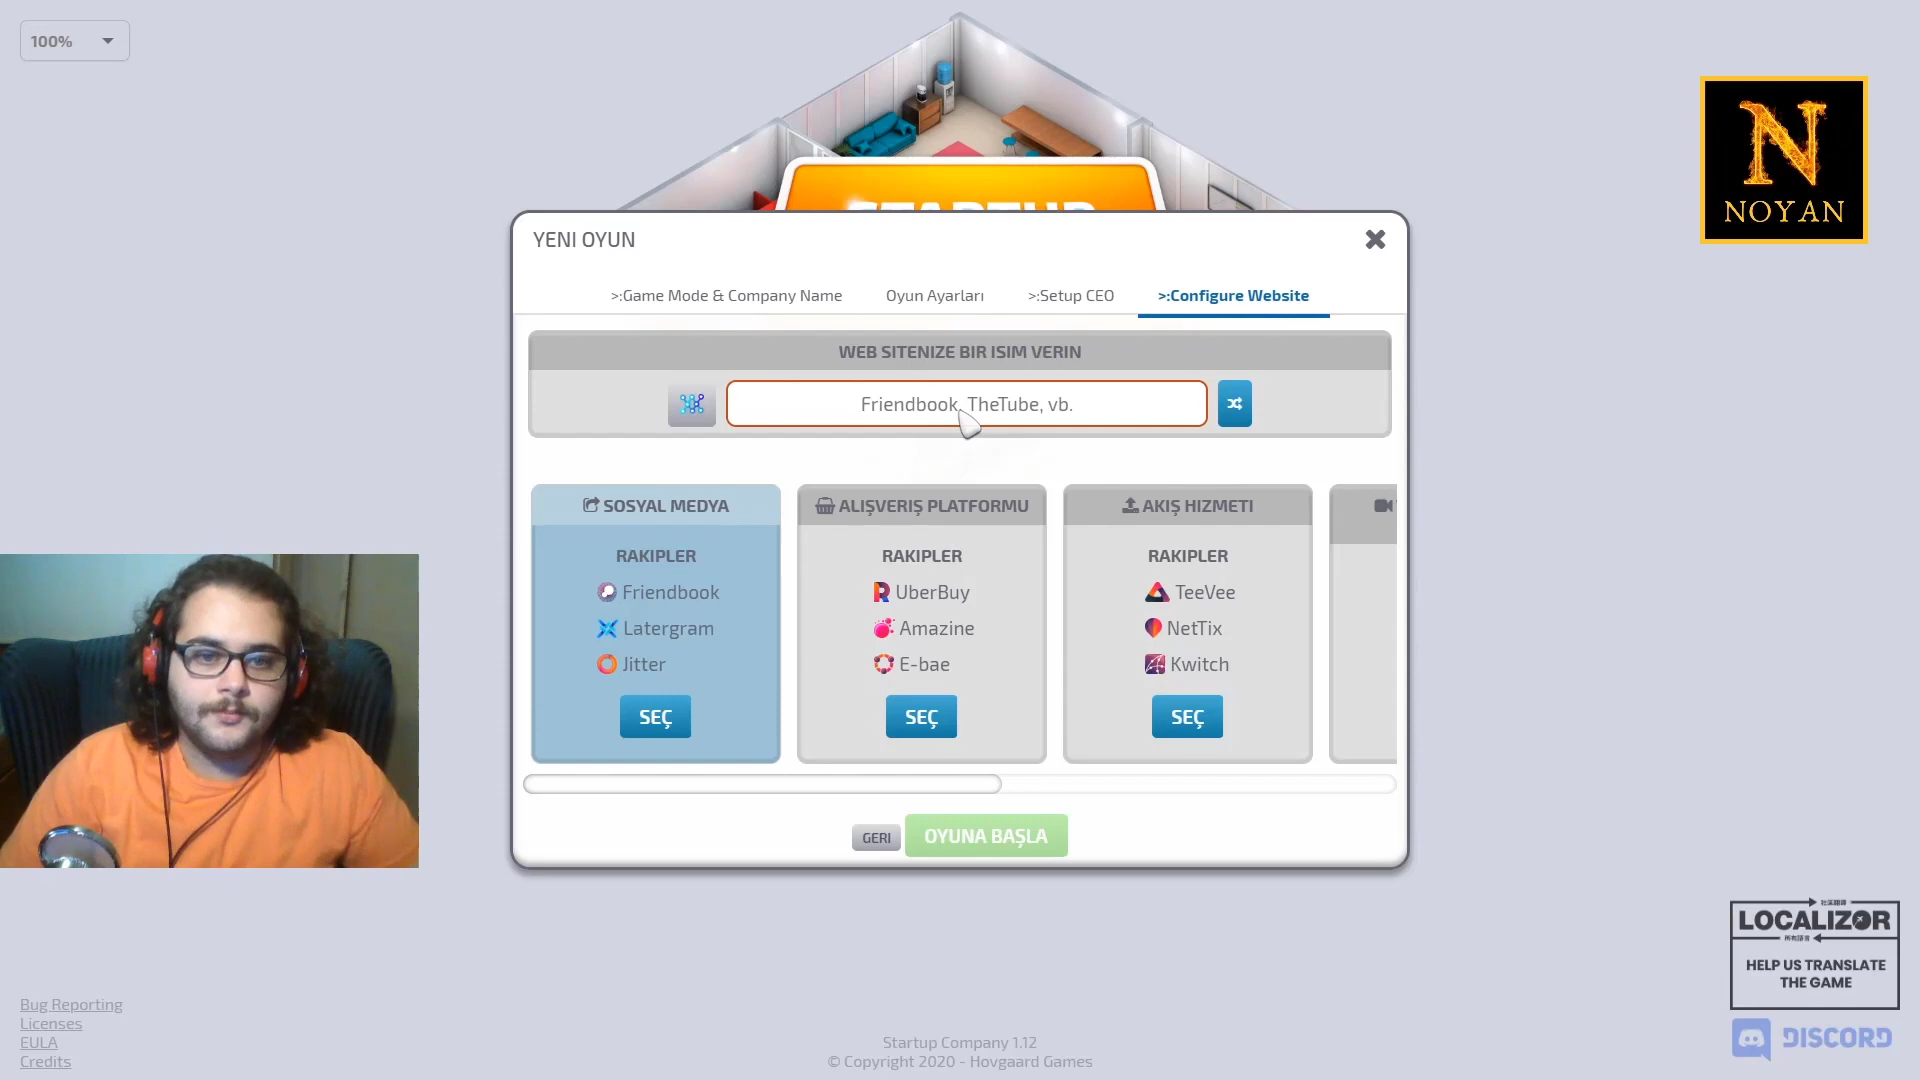 100%
NOYAN
YENI OYUN
>:Game Mode & Company Name
Oyun Ayarları
>:Setup CEO
>:Configure Website
WEB SITENIZE BIR ISIM VERIN
Friendbook, TheTube, vb.
SOSYAL MEDYA
RAKIPLER
Friendbook
Latergram
Jitter
SEÇ
ALIŞVERIŞ PLATFORMU
RAKIPLER
UberBuy
Amazine
E-bae
SEÇ
AKIŞ HIZMETI
RAKIPLER
TeeVee
NetTix
Kwitch
SEÇ
GERI
OYUNA BAŞLA
LOCALIZOR
HELP US TRANSLATE
THE GAME
DISCORD
Bug Reporting
Licenses
EULA
Credits
Startup Company 1.12
© Copyright 2020 - Hovgaard Games